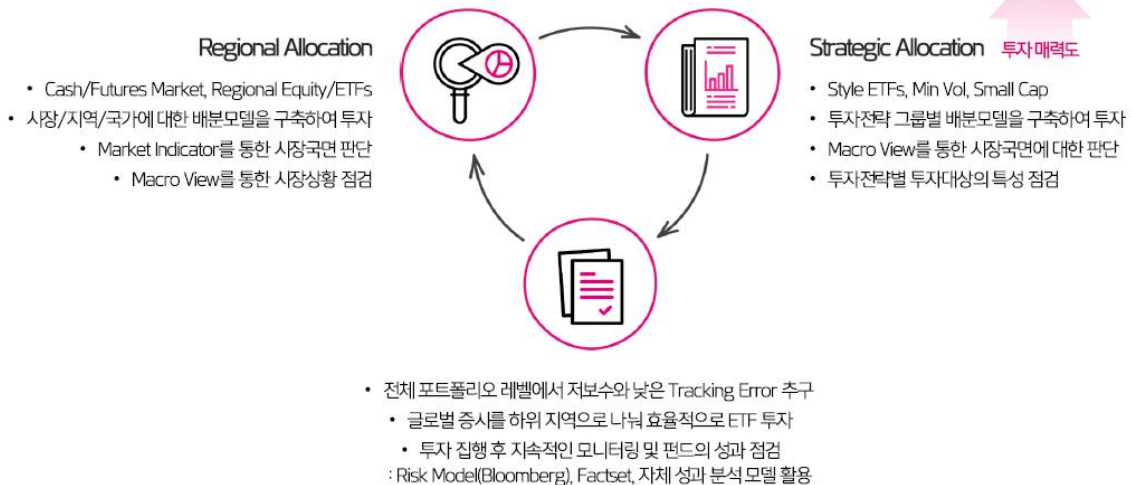 Regional Allocation
• Cash/Futures Market, Regional Equity/ETFs
• 시장/지역/국가에 대한 배분모델을 구축하여 투자
• Market Indicator를 통한 시장국면 판단
• Macro View를 통한 시장상황 점검
Strategic Allocation 투자 매력도
• Style ETFs, Min Vol, Small Cap
• 투자전략 그룹별 배분모델을 구축하여 투자
• Macro View를 통한 시장국면에 대한 판단
• 투자전략별 투자대상의 특성 점검
• 전체 포트폴리오 레벨에서 저보수와 낮은 Tracking Error 추구
• 글로벌 증시를 하위 지역으로 나눠 효율적으로 ETF 투자
• 투자 집행 후 지속적인 모니터링 및 펀드의 성과 점검
: Risk Model(Bloomberg), Factset, 자체 성과 분석 모델 활용